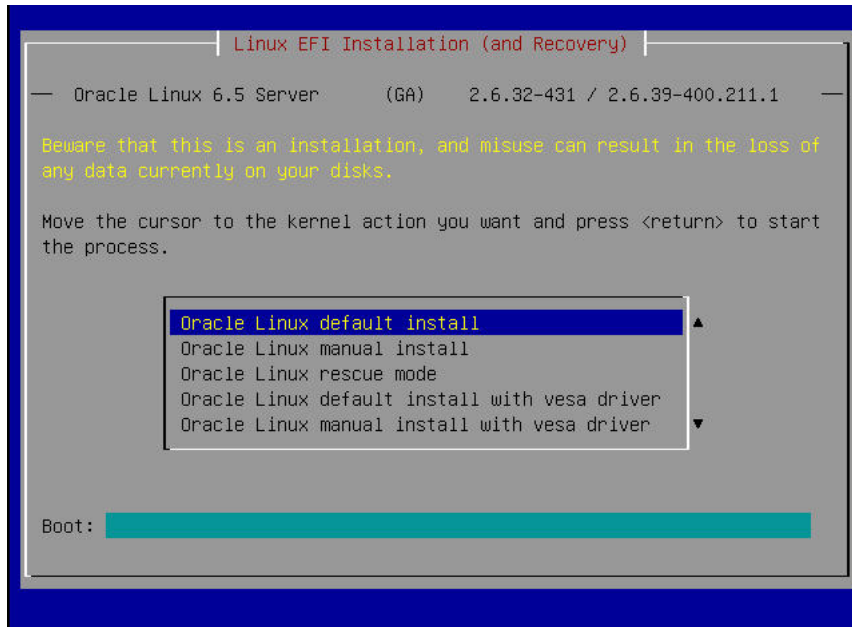 Linux EFI Installation (and Recovery)
Oracle Linux 6.5 Server (GA) 2.6.32-431 / 2.6.39-400.211.1
Beware that this is an installation, and misuse can result in the loss of
any data currently on your disks.
Move the cursor to the kernel action you want and press <return> to start
the process.
Oracle Linux default install
Oracle Linux manual install
Oracle Linux rescue mode
Oracle Linux default install with vesa driver
Oracle Linux manual install with vesa driver
Boot: